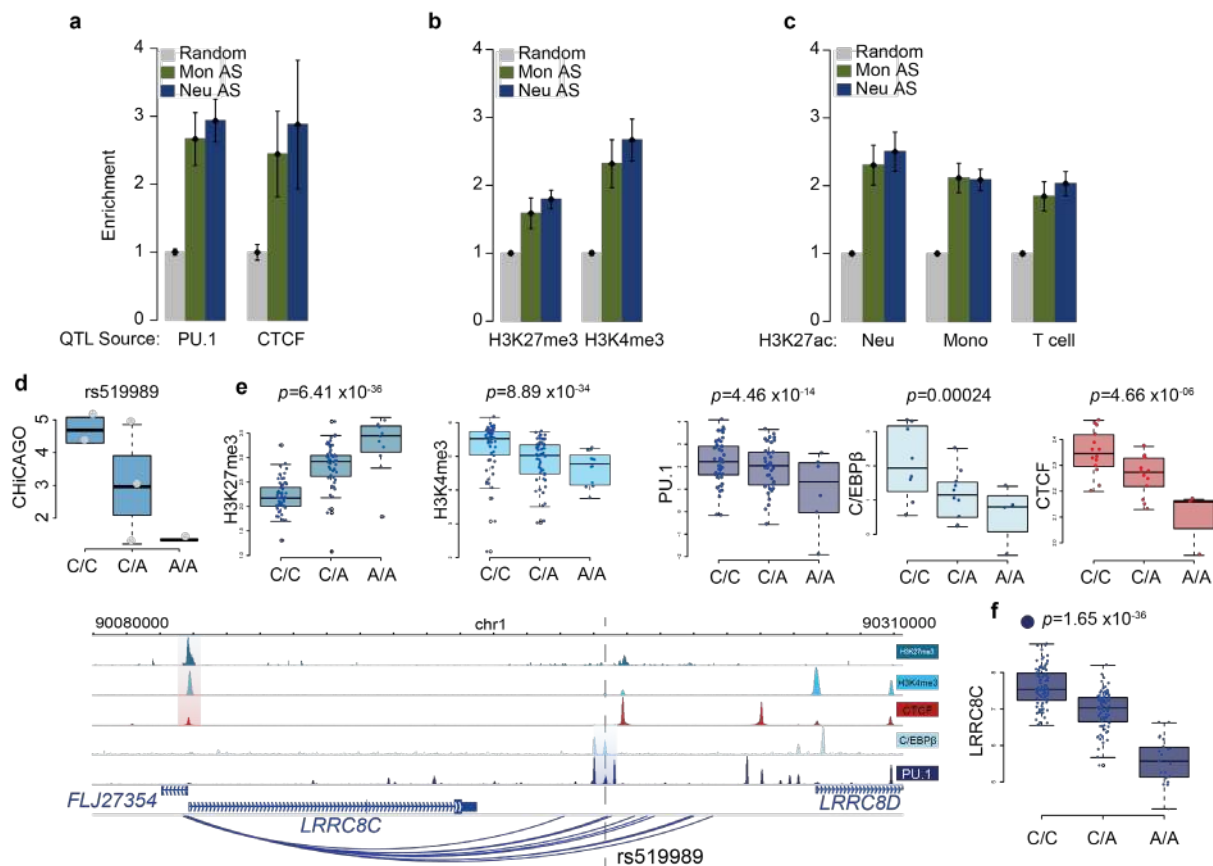 a
4
3
2
1
0
Enrichment
Random
Mon AS
Neu AS
QTL Source: PU.1 CTCF
b
4
3
2
1
0
Random
Mon AS
Neu AS
H3K27me3 H3K4me3
c
4
3
2
1
0
Random
Mon AS
Neu AS
H3K27ac: Neu Mono T cell
d
rs519989
CHiCAGO
5
4
3
2
C/C C/A A/A
e
p=6.41 x10-36
H3K27me3
C/C C/A A/A
p=8.89 x10-34
H3K4me3
C/C C/A A/A
p=4.46 x10-14
PU.1
C/C C/A A/A
p=0.00024
C/EBPβ
C/C C/A A/A
p=4.66 x10-06
CTCF
C/C C/A A/A
90080000 chr1 90310000
H3K27me3
H3K4me3
CTCF
C/EBPβ
PU.1
FLJ27354
LRRC8C
LRRC8D
rs519989
f
p=1.65 x10-36
LRRC8C
C/C C/A A/A